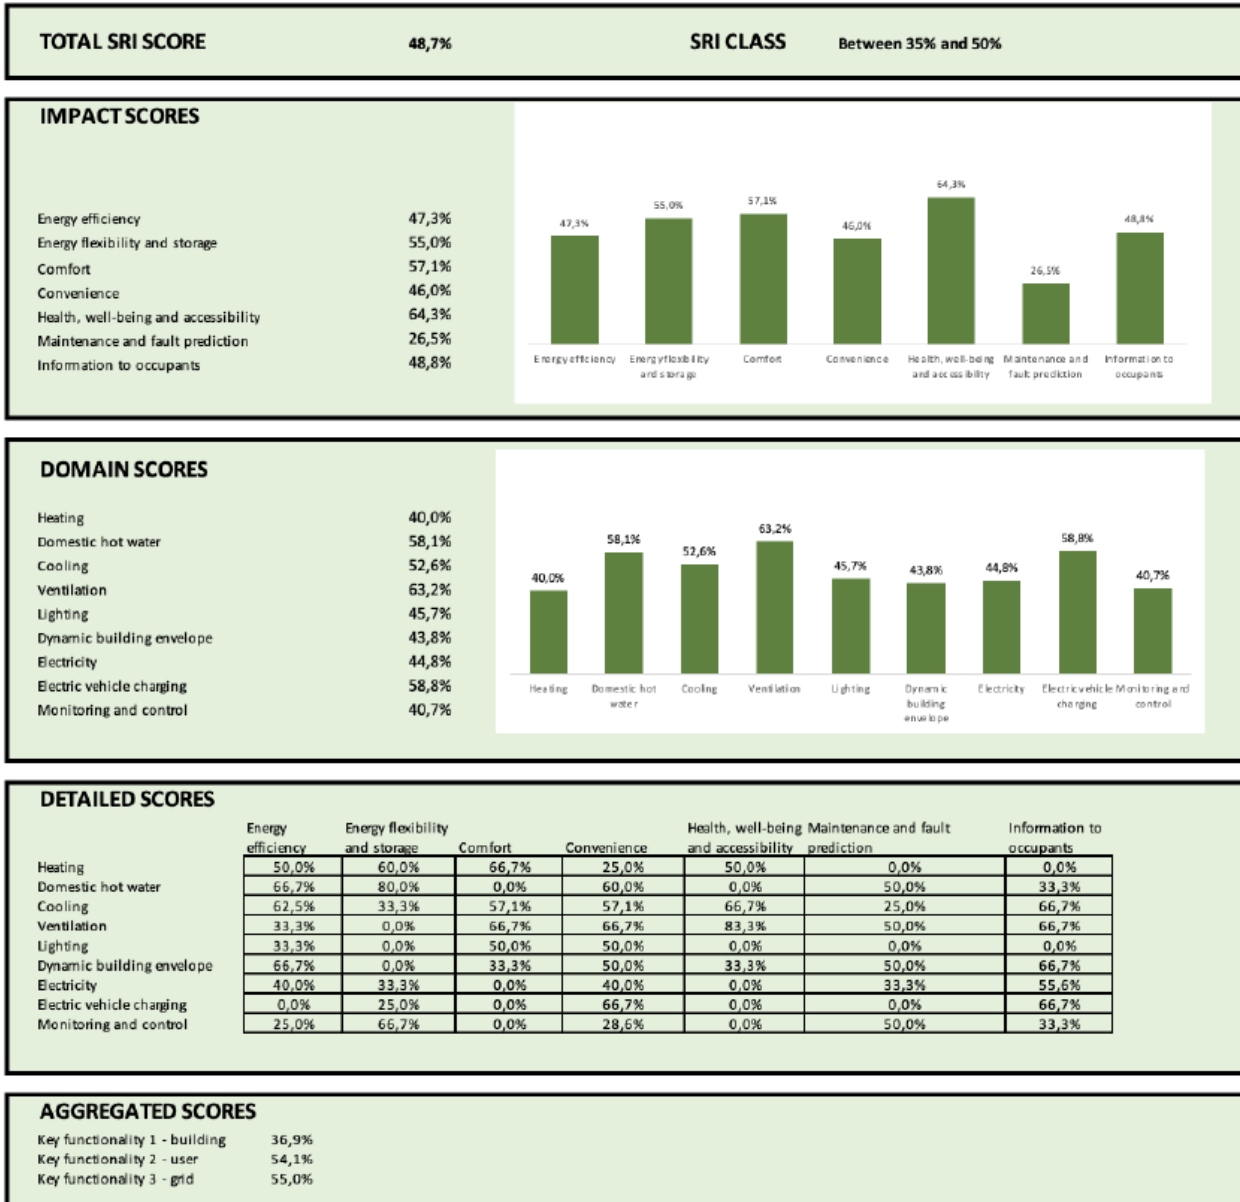 TOTAL SRI SCORE 48,7% SRI CLASS Between 35% and 50%
IMPACT SCORES
Energy efficiency 47,3%
Energy flexibility and storage 55,0%
Comfort 57,1%
Convenience 46,0%
Health, well-being and accessibility 64,3%
Maintenance and fault prediction 26,5%
Information to occupants 48,8%
47,3% 55,0% 57,1% 46,0% 64,3% 26,5% 48,8%
Energy efficiency Energy flexibility Comfort Convenience Health, well-being Maintenance and Information to
and storage and accessibility fault prediction occupants
DOMAIN SCORES
Heating 40,0%
Domestic hot water 58,1%
Cooling 52,6%
Ventilation 63,2%
Lighting 45,7%
Dynamic building envelope 43,8%
Electricity 44,8%
Electric vehicle charging 58,8%
Monitoring and control 40,7%
40,0% 58,1% 52,6% 63,2% 45,7% 43,8% 44,8% 58,8% 40,7%
Heating Domestic hot Cooling Ventilation Lighting Dynamic Electricity Electric vehicle Monitoring and
water building charging control
envelope
DETAILED SCORES
Energy Energy flexibility Health, well-being Maintenance and fault Information to
efficiency and storage Comfort Convenience and accessibility prediction occupants
Heating 50,0% 60,0% 66,7% 25,0% 50,0% 0,0% 0,0%
Domestic hot water 66,7% 80,0% 0,0% 60,0% 0,0% 50,0% 33,3%
Cooling 62,5% 33,3% 57,1% 57,1% 66,7% 25,0% 66,7%
Ventilation 33,3% 0,0% 66,7% 66,7% 83,3% 50,0% 66,7%
Lighting 33,3% 0,0% 50,0% 50,0% 0,0% 0,0% 0,0%
Dynamic building envelope 66,7% 0,0% 33,3% 50,0% 33,3% 50,0% 66,7%
Electricity 40,0% 33,3% 0,0% 40,0% 0,0% 33,3% 55,6%
Electric vehicle charging 0,0% 25,0% 0,0% 66,7% 0,0% 0,0% 66,7%
Monitoring and control 25,0% 66,7% 0,0% 28,6% 0,0% 50,0% 33,3%
AGGREGATED SCORES
Key functionality 1 - building 36,9%
Key functionality 2 - user 54,1%
Key functionality 3 - grid 55,0%